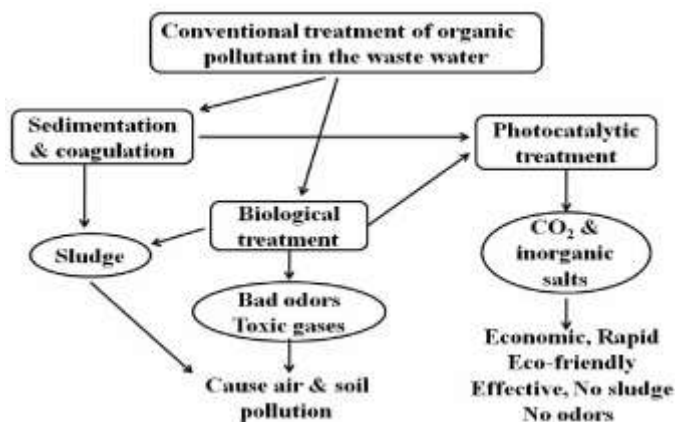 Conventional treatment of organic
pollutant in the waste water
Sedimentation
& coagulation
Photocatalytic
treatment
Biological
treatment
Sludge
CO₂ &
inorganic
salts
Bad odors
Toxic gases
Cause air & soil
pollution
Economic, Rapid
Eco-friendly
Effective, No sludge
No odors